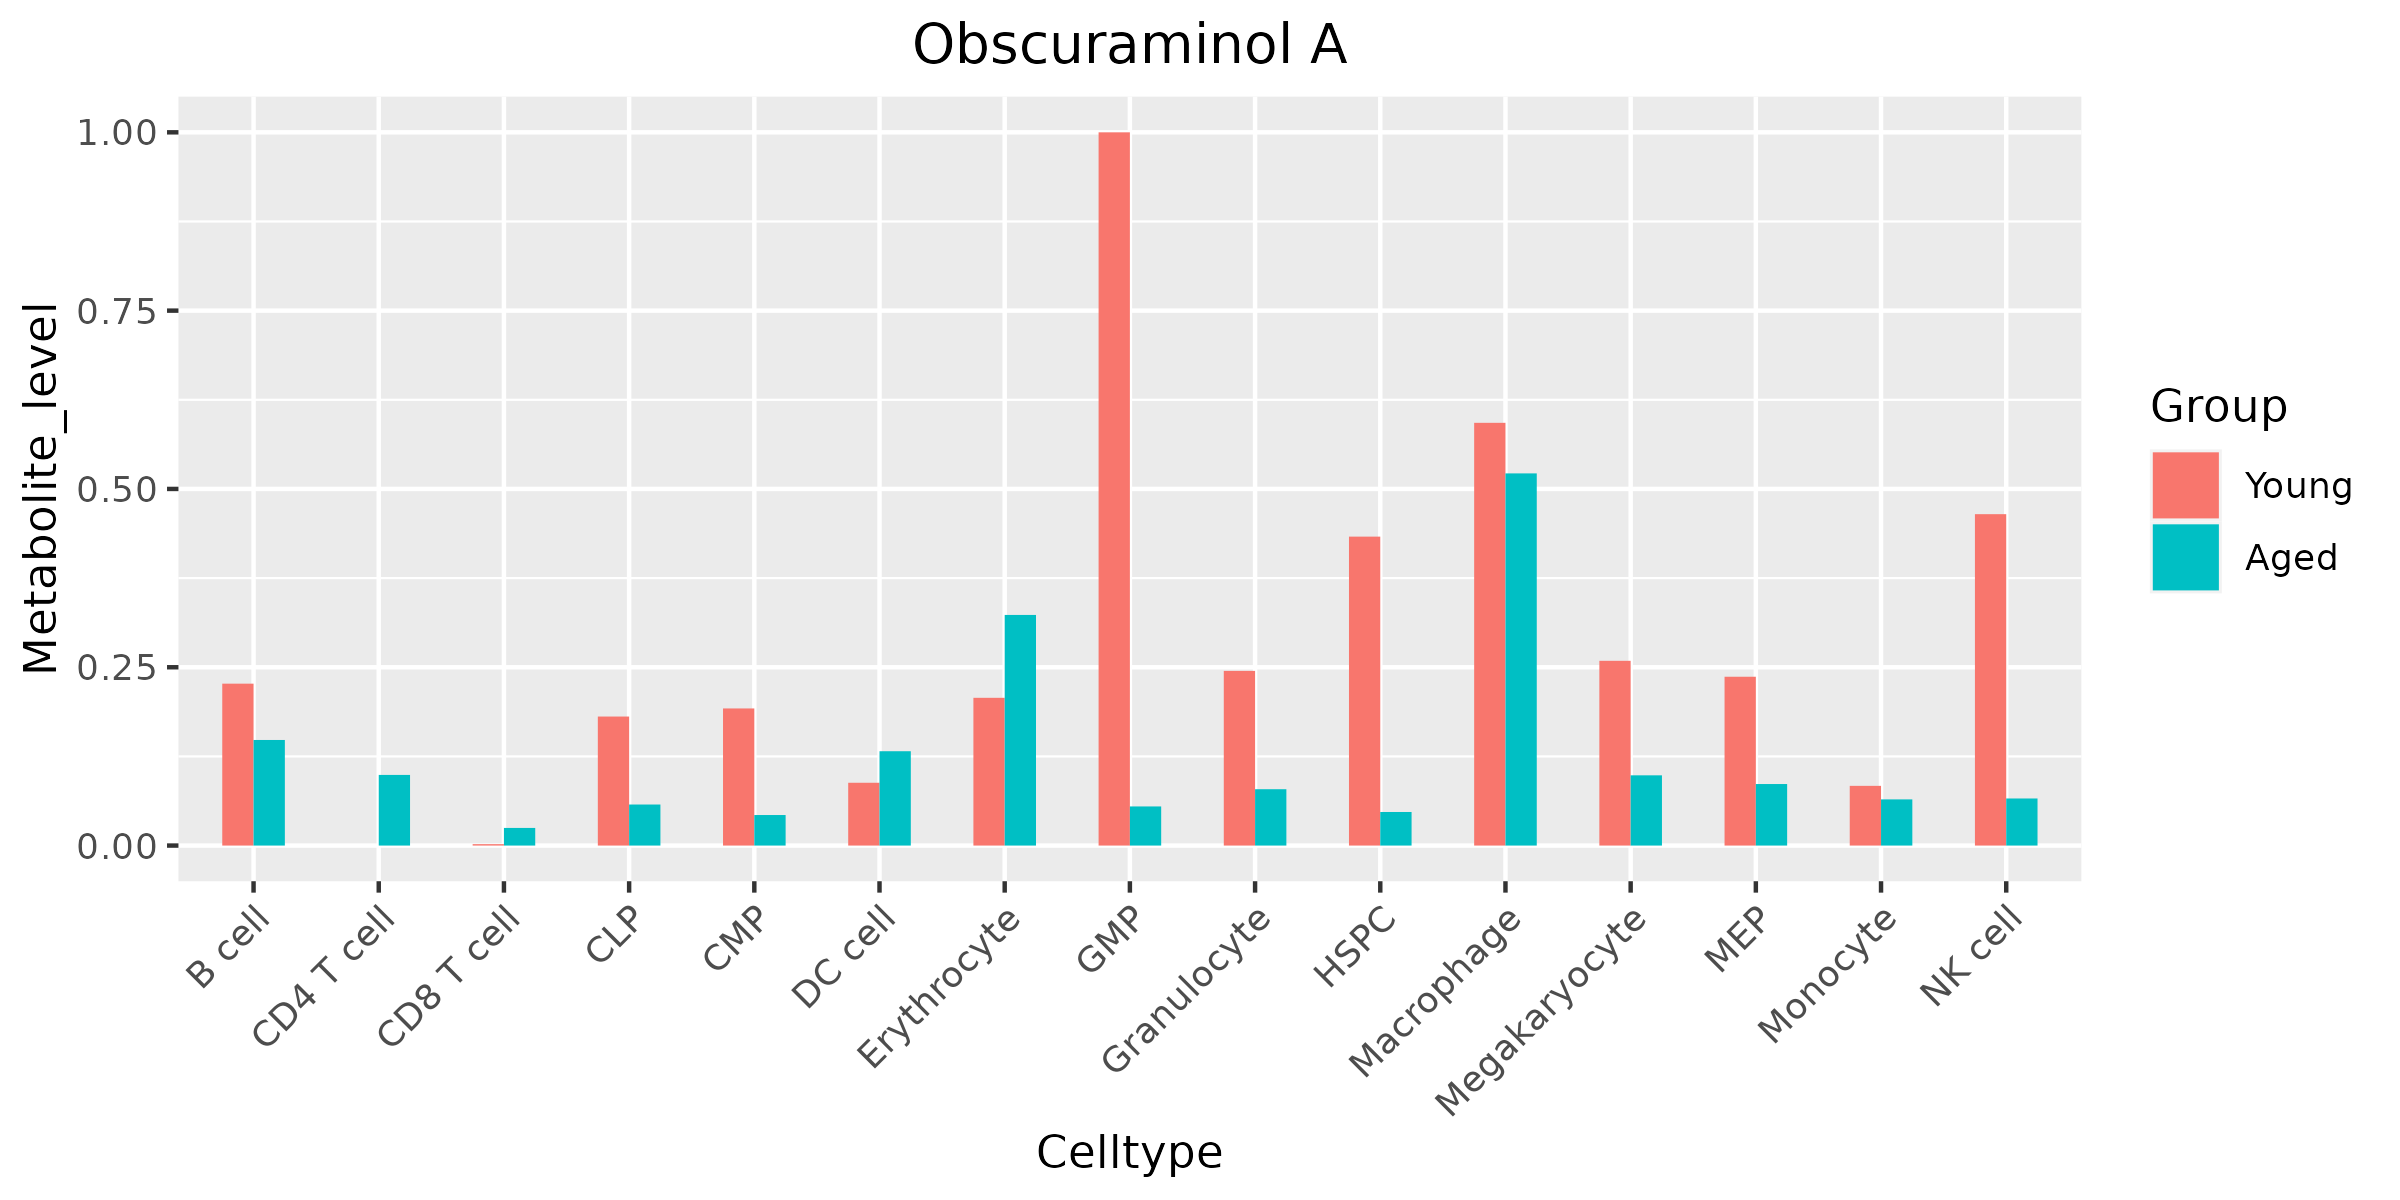 Obscuraminol A
Metabolite_level
1.00
0.75
0.50
0.25
0.00
B cell
CD4 T cell
CD8 T cell
CLP
CMP
DC cell
Erythrocyte
GMP
Granulocyte
HSPC
Macrophage
Megakaryocyte
MEP
Monocyte
NK cell
Celltype
Group
Young
Aged